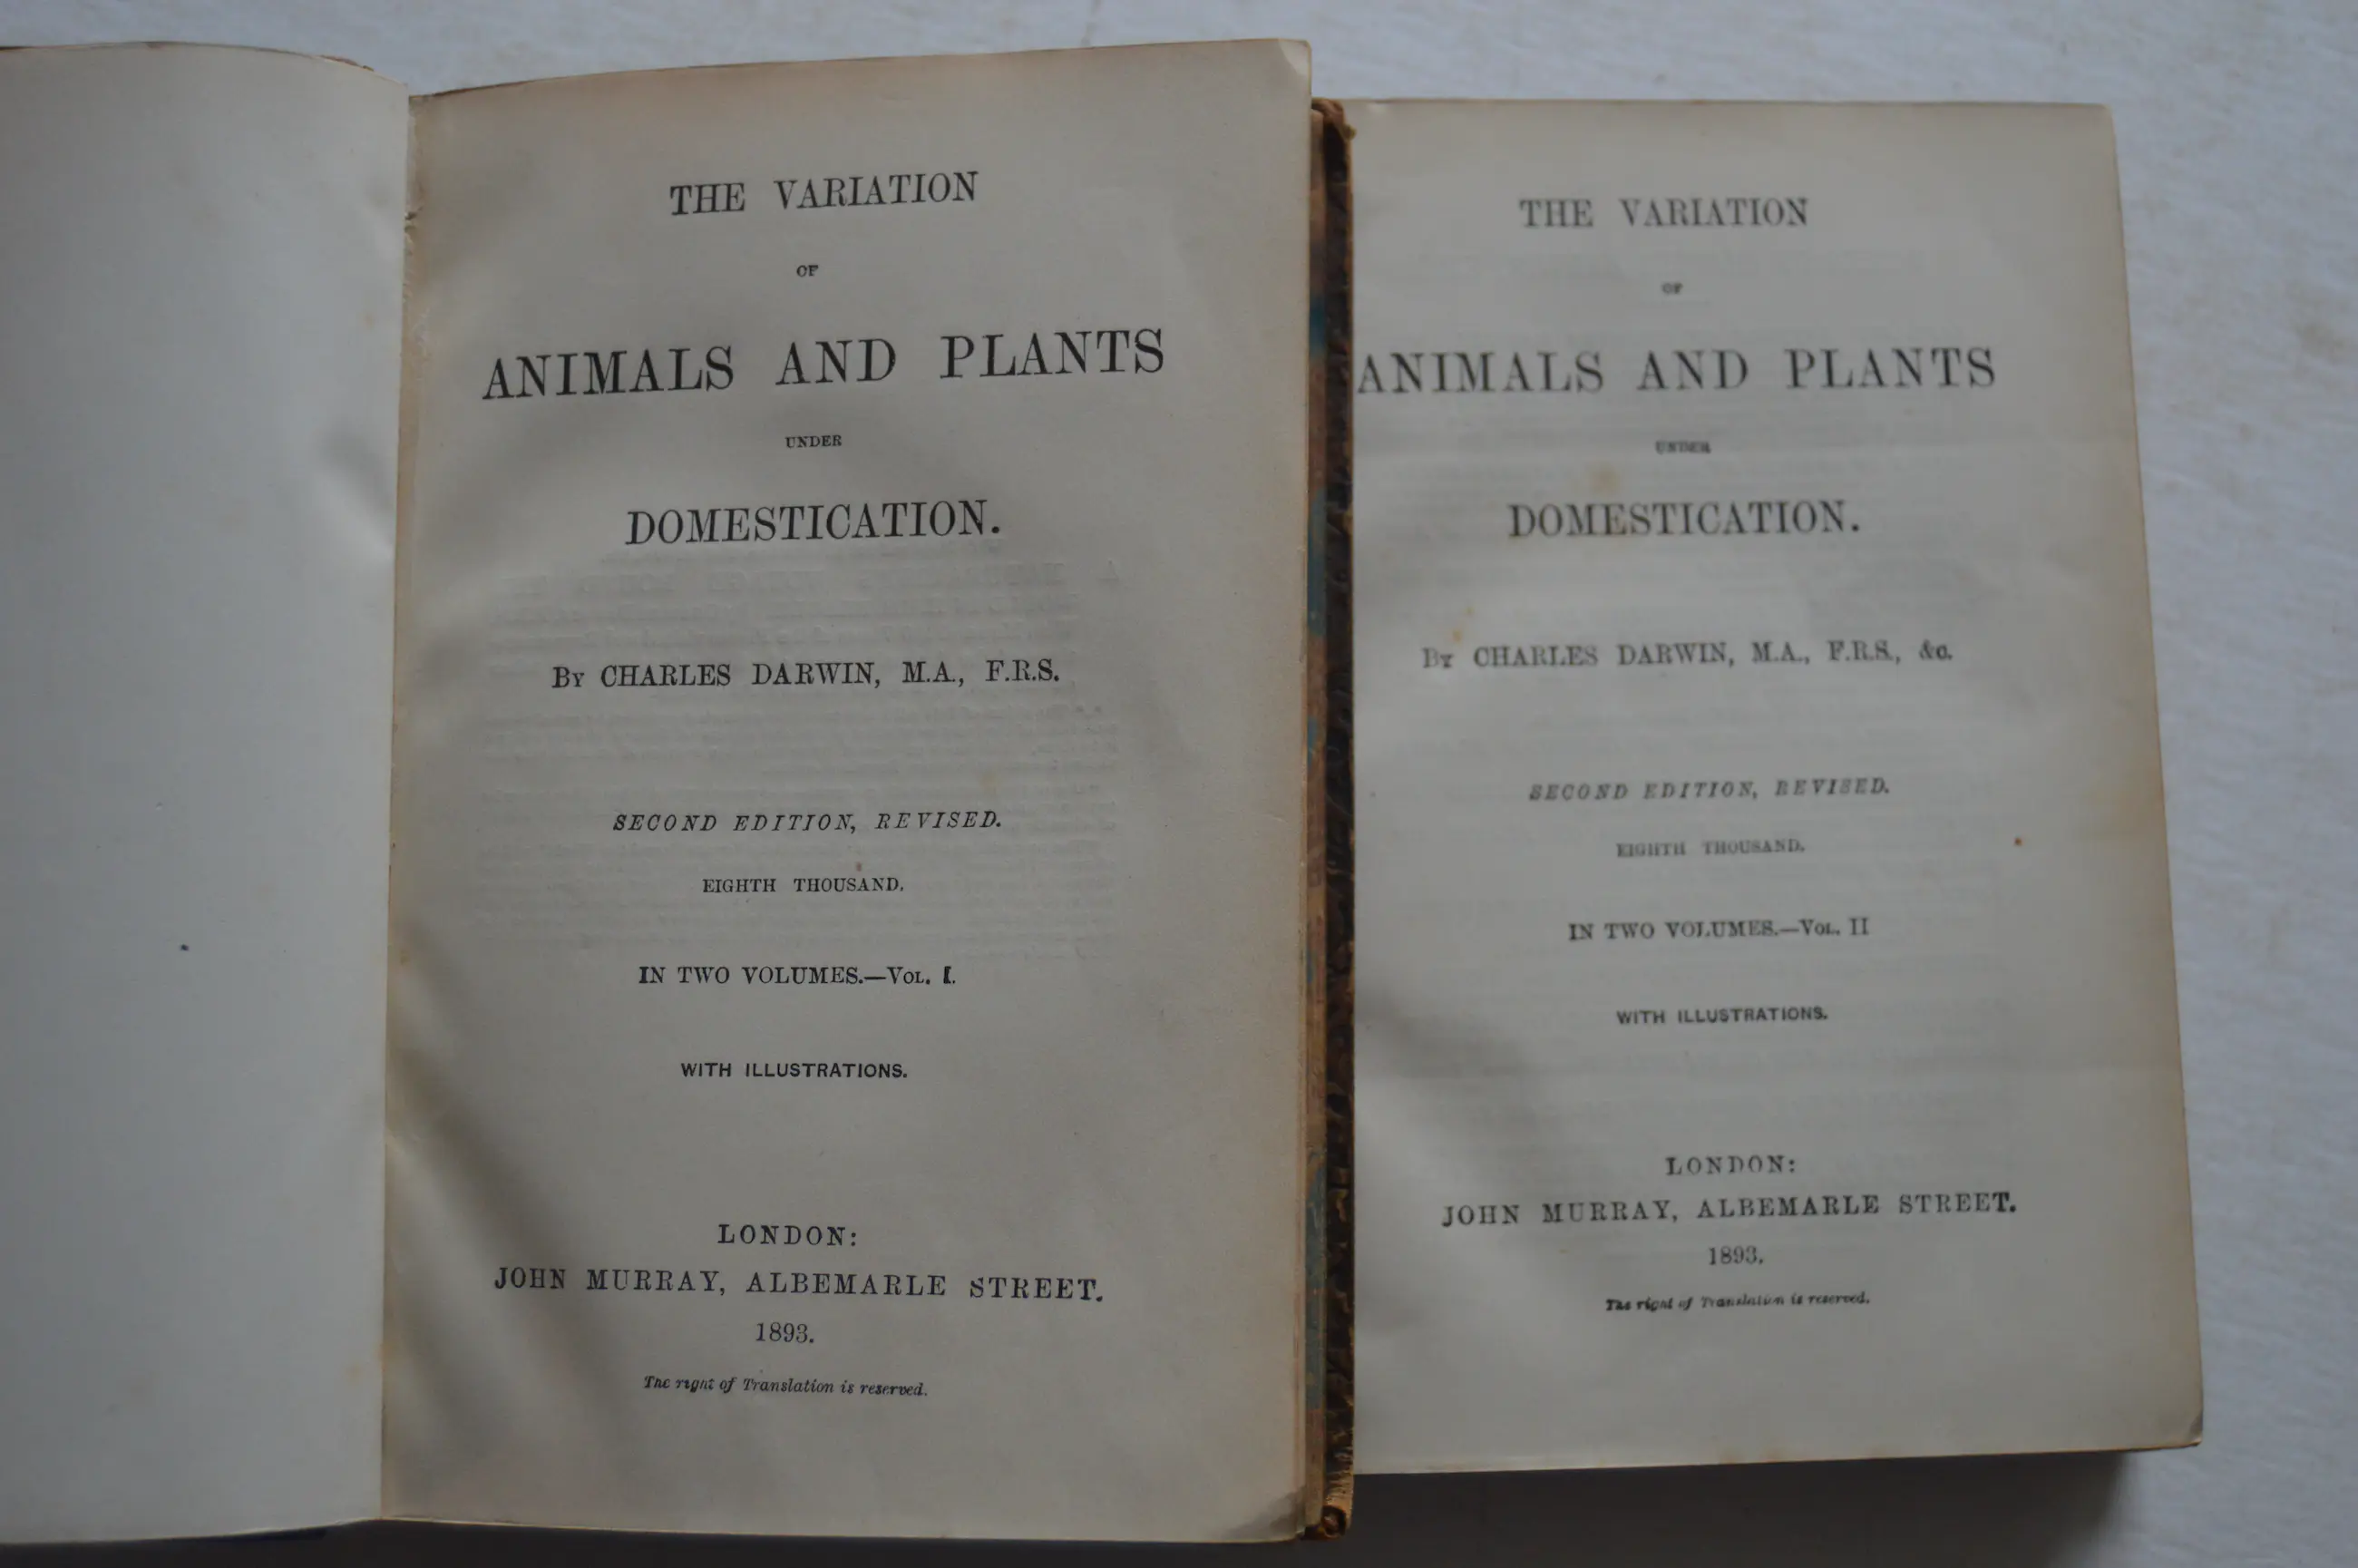 THE VARIATION
OF
ANIMALS AND PLANTS
UNDER
DOMESTICATION.
By CHARLES DARWIN, M.A., F.R.S.
SECOND EDITION, REVISED.
EIGHTH THOUSAND.
IN TWO VOLUMES.—Vol. I.
WITH ILLUSTRATIONS.
LONDON:
JOHN MURRAY, ALBEMARLE STREET.
1893.
The right of Translation is reserved.
THE VARIATION
OF
ANIMALS AND PLANTS
UNDER
DOMESTICATION.
By CHARLES DARWIN, M.A., F.R.S., &c.
SECOND EDITION, REVISED.
EIGHTH THOUSAND.
IN TWO VOLUMES.—Vol. II
WITH ILLUSTRATIONS.
LONDON:
JOHN MURRAY, ALBEMARLE STREET.
1893.
The right of Translation is reserved.